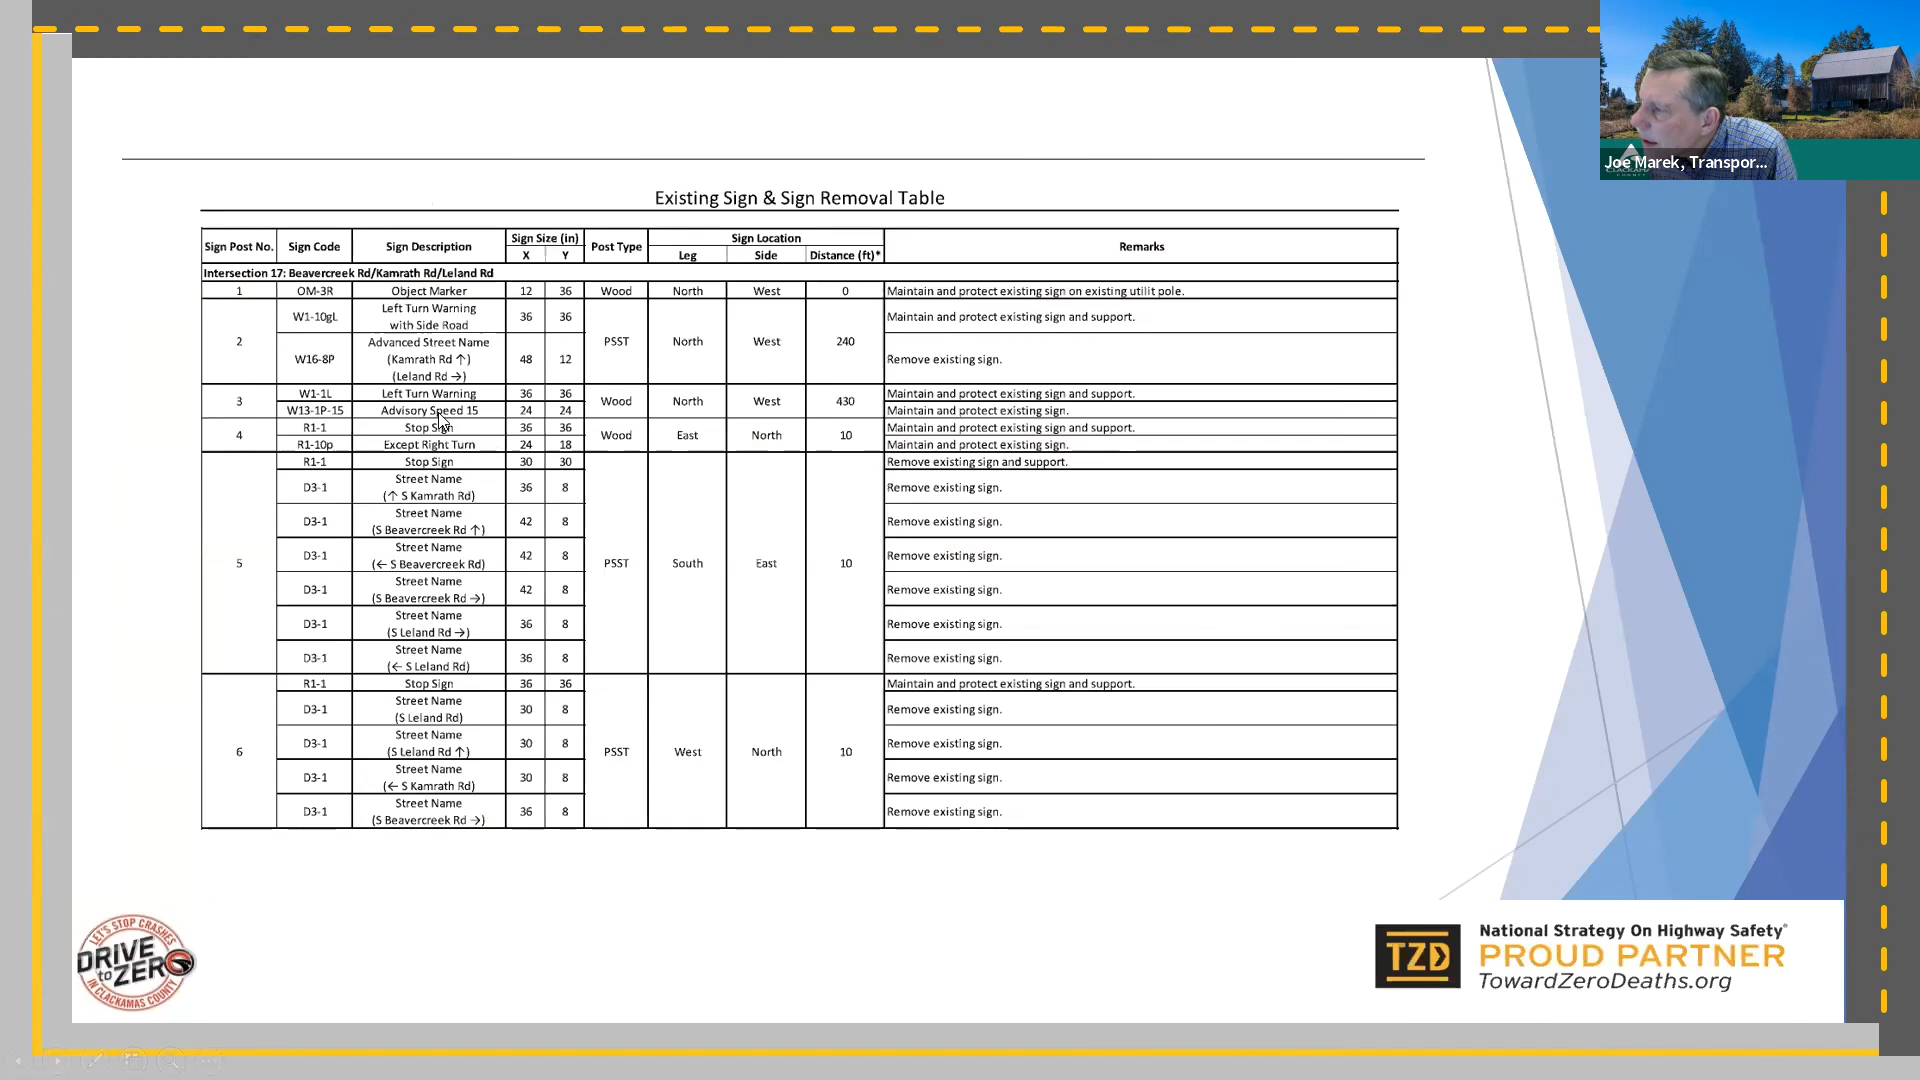 Joe Marek, Transpor...
Existing Sign & Sign Removal Table
Sign Post No. Sign Code Sign Description Sign Size (in) Post Type Sign Location Remarks
X Y Leg Side Distance (ft)*
Intersection 17: Beavercreek Rd/Kamrath Rd/Leland Rd
1 OM-3R Object Marker 12 36 Wood North West 0 Maintain and protect existing sign on existing utilit pole.
2 W1-10gL Left Turn Warning with Side Road 36 36 PSST North West 240 Maintain and protect existing sign and support.
W16-8P Advanced Street Name (Kamrath Rd ↑) (Leland Rd →) 48 12 Remove existing sign.
3 W1-1L Left Turn Warning 36 36 Wood North West 430 Maintain and protect existing sign and support.
W13-1P-15 Advisory Speed 15 24 24 Maintain and protect existing sign.
4 R1-1 Stop Sign 36 36 Wood East North 10 Maintain and protect existing sign and support.
R1-10p Except Right Turn 24 18 Maintain and protect existing sign.
5 R1-1 Stop Sign 30 30 PSST South East 10 Remove existing sign and support.
D3-1 Street Name (↑ S Kamrath Rd) 36 8 Remove existing sign.
D3-1 Street Name (S Beavercreek Rd ↑) 42 8 Remove existing sign.
D3-1 Street Name (← S Beavercreek Rd) 42 8 Remove existing sign.
D3-1 Street Name (S Beavercreek Rd →) 42 8 Remove existing sign.
D3-1 Street Name (S Leland Rd →) 36 8 Remove existing sign.
D3-1 Street Name (← S Leland Rd) 36 8 Remove existing sign.
6 R1-1 Stop Sign 36 36 PSST West North 10 Maintain and protect existing sign and support.
D3-1 Street Name (S Leland Rd) 30 8 Remove existing sign.
D3-1 Street Name (S Leland Rd ↑) 30 8 Remove existing sign.
D3-1 Street Name (← S Kamrath Rd) 30 8 Remove existing sign.
D3-1 Street Name (S Beavercreek Rd →) 36 8 Remove existing sign.
LET'S STOP CRASHES
DRIVE
to ZERO
IN CLACKAMAS COUNTY
TZD
National Strategy On Highway Safety
PROUD PARTNER
TowardZeroDeaths.org